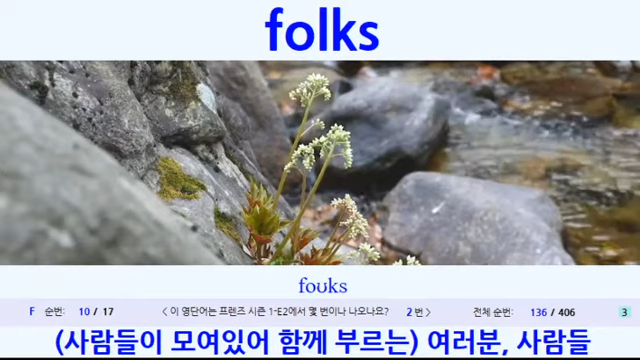 folks
foʊks
F 순번: 10 / 17 < 이 영단어는 프렌즈 시즌 1-E2에서 몇 번이나 나오나요? 2 번 > 전체 순번: 136 / 406 3
(사람들이 모여있어 함께 부르는) 여러분, 사람들